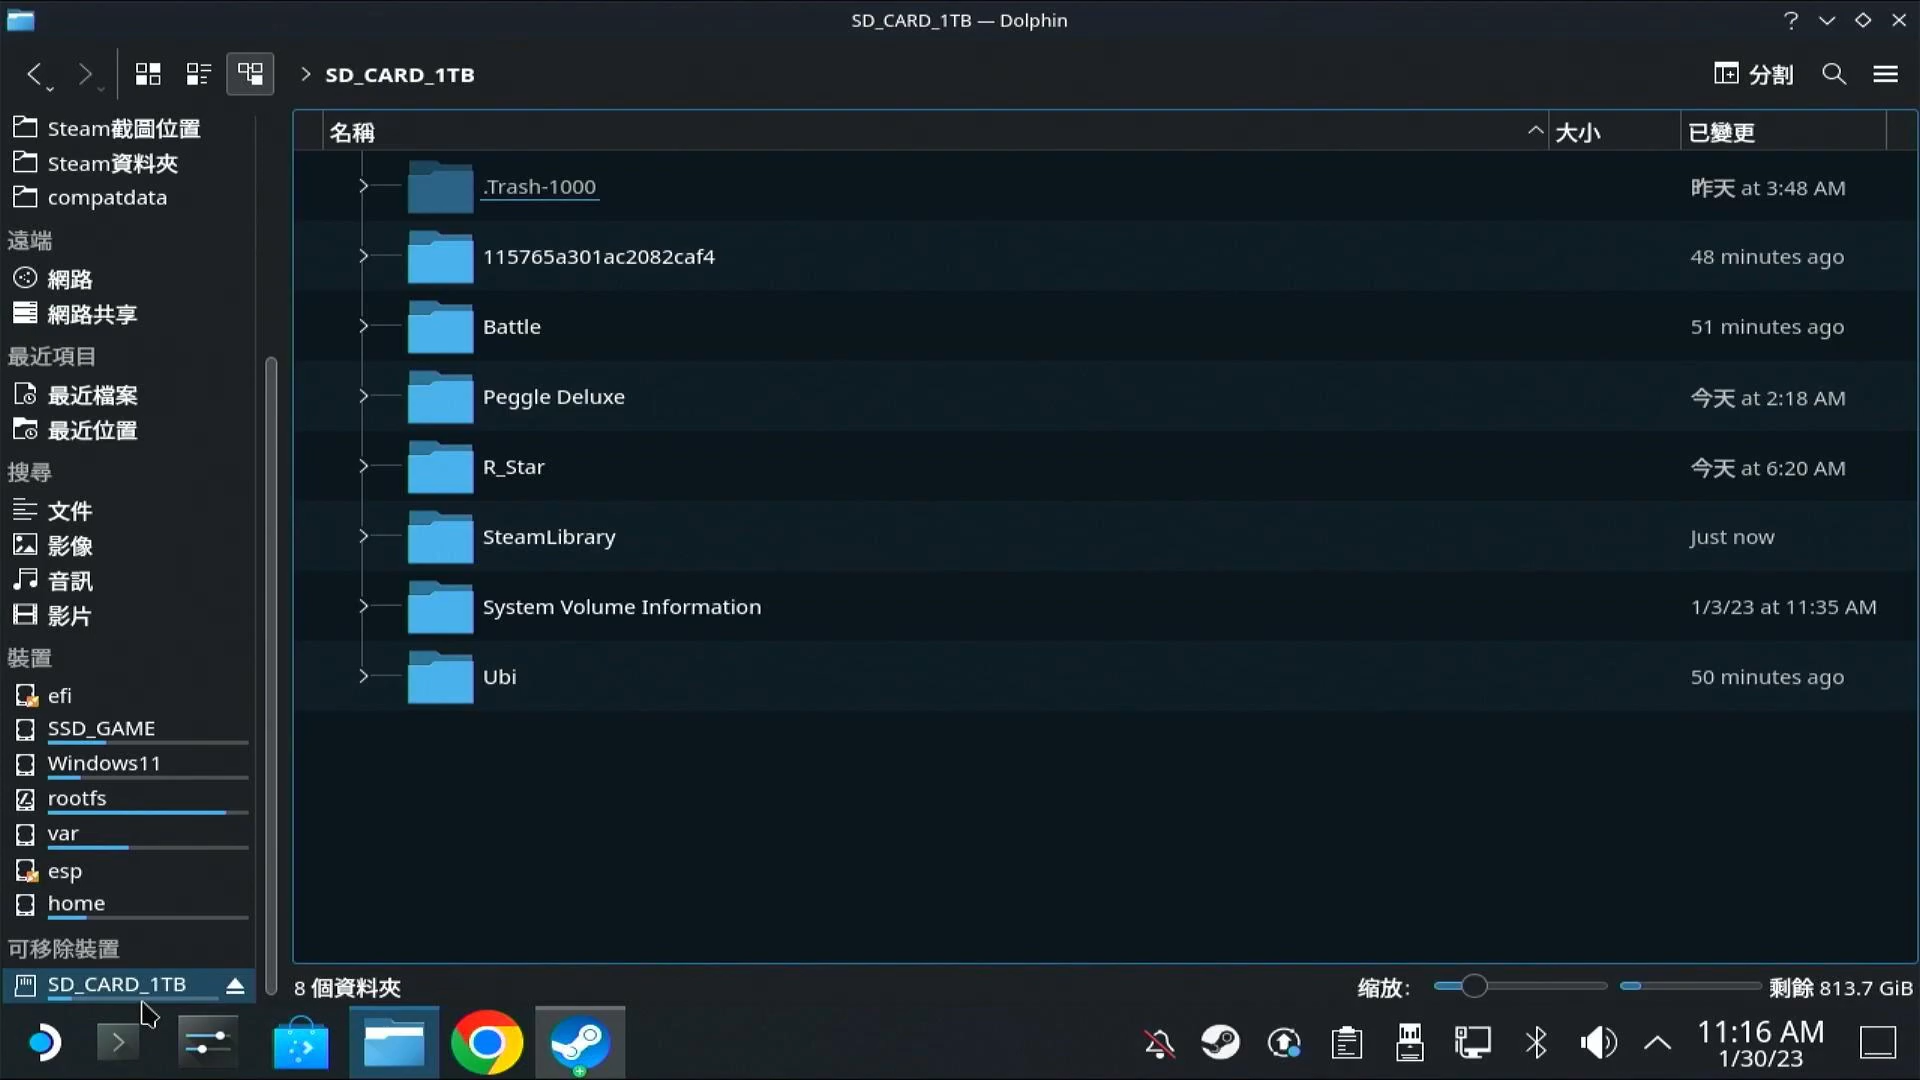 SD_CARD_1TB — Dolphin
SD_CARD_1TB
分割
Steam截圖位置
Steam資料夾
compatdata
遠端
網路
網路共享
最近項目
最近檔案
最近位置
搜尋
文件
影像
音訊
影片
裝置
efi
SSD_GAME
Windows11
rootfs
var
esp
home
可移除裝置
SD_CARD_1TB
名稱 大小 已變更
.Trash-1000 昨天 at 3:48 AM
115765a301ac2082caf4 48 minutes ago
Battle 51 minutes ago
Peggle Deluxe 今天 at 2:18 AM
R_Star 今天 at 6:20 AM
SteamLibrary Just now
System Volume Information 1/3/23 at 11:35 AM
Ubi 50 minutes ago
8 個資料夾
缩放:
剩餘 813.7 GiB
11:16 AM
1/30/23